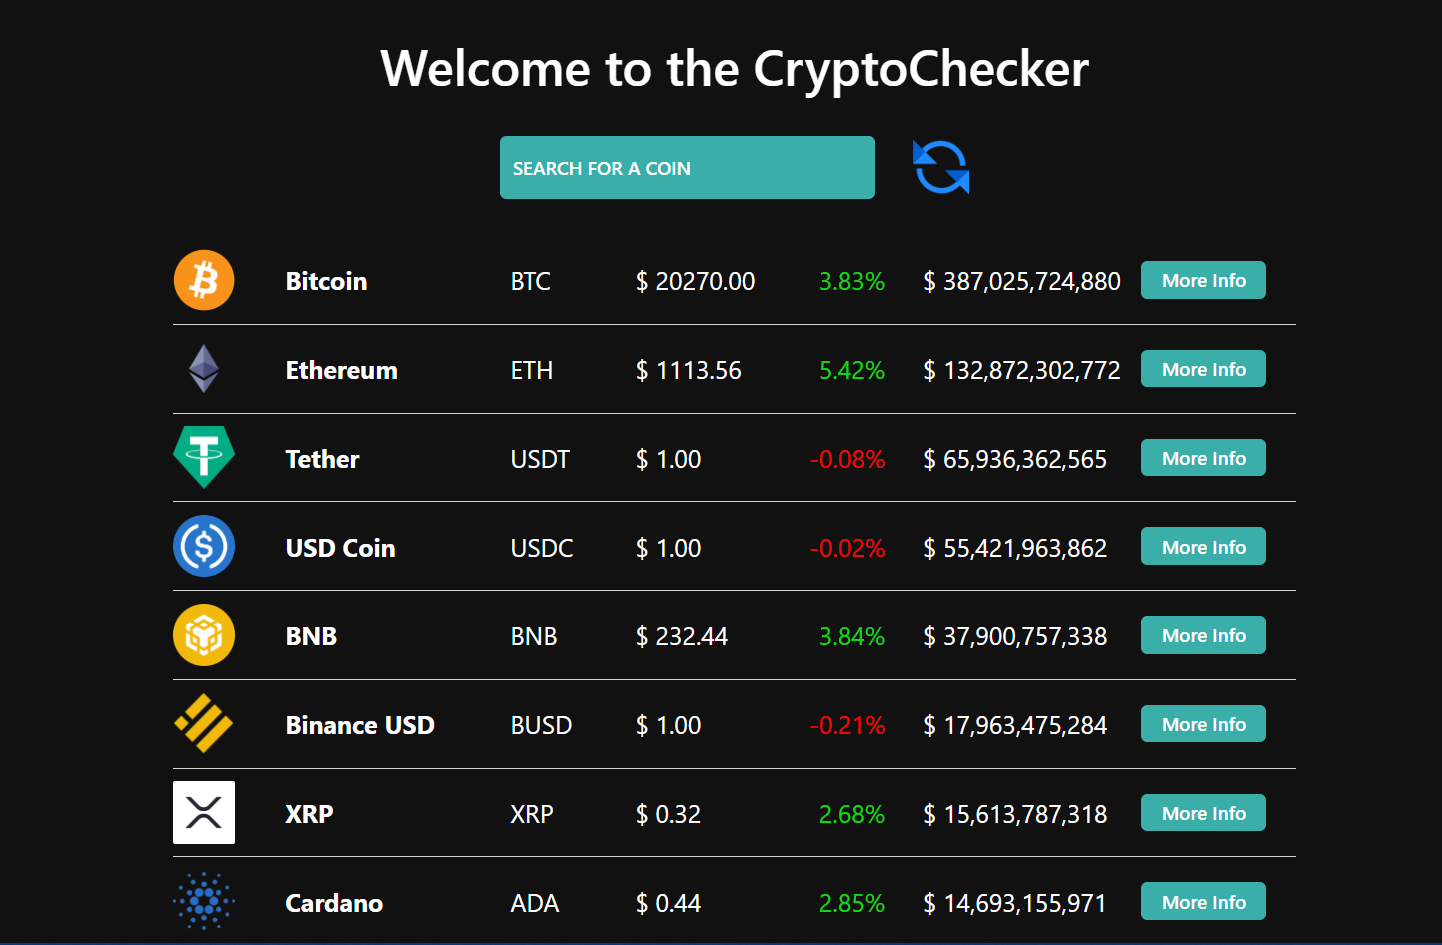 Welcome to the CryptoChecker
SEARCH FOR A COIN
Bitcoin BTC $ 20270.00 3.83% $ 387,025,724,880 More Info
Ethereum ETH $ 1113.56 5.42% $ 132,872,302,772 More Info
Tether USDT $ 1.00 -0.08% $ 65,936,362,565 More Info
USD Coin USDC $ 1.00 -0.02% $ 55,421,963,862 More Info
BNB BNB $ 232.44 3.84% $ 37,900,757,338 More Info
Binance USD BUSD $ 1.00 -0.21% $ 17,963,475,284 More Info
XRP XRP $ 0.32 2.68% $ 15,613,787,318 More Info
Cardano ADA $ 0.44 2.85% $ 14,693,155,971 More Info